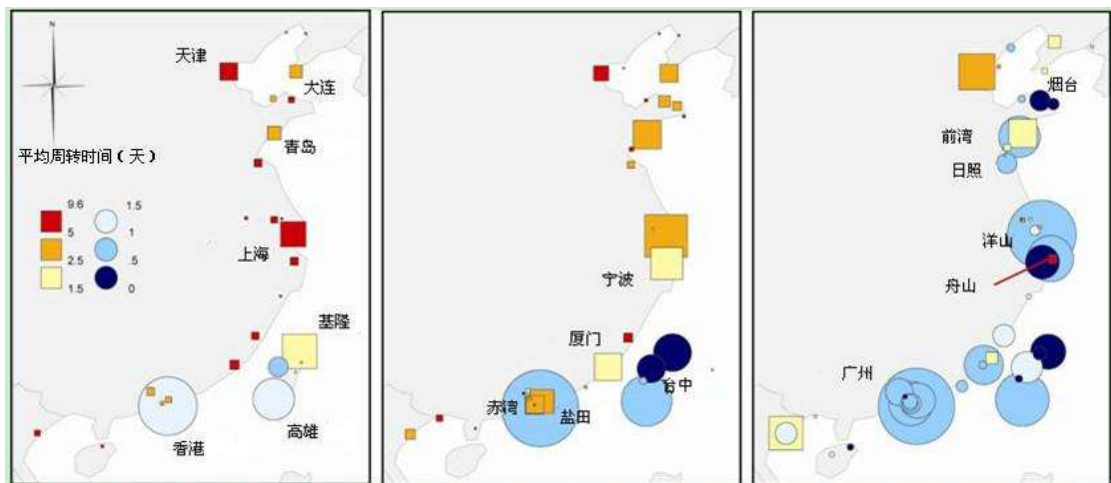 N
天津
大连
青岛
平均周转时间（天）
9.6
5
2.5
1.5
1.5
1
.5
0
上海
基隆
高雄
香港
宁波
厦门
台中
赤湾
盐田
烟台
前湾
日照
洋山
舟山
广州